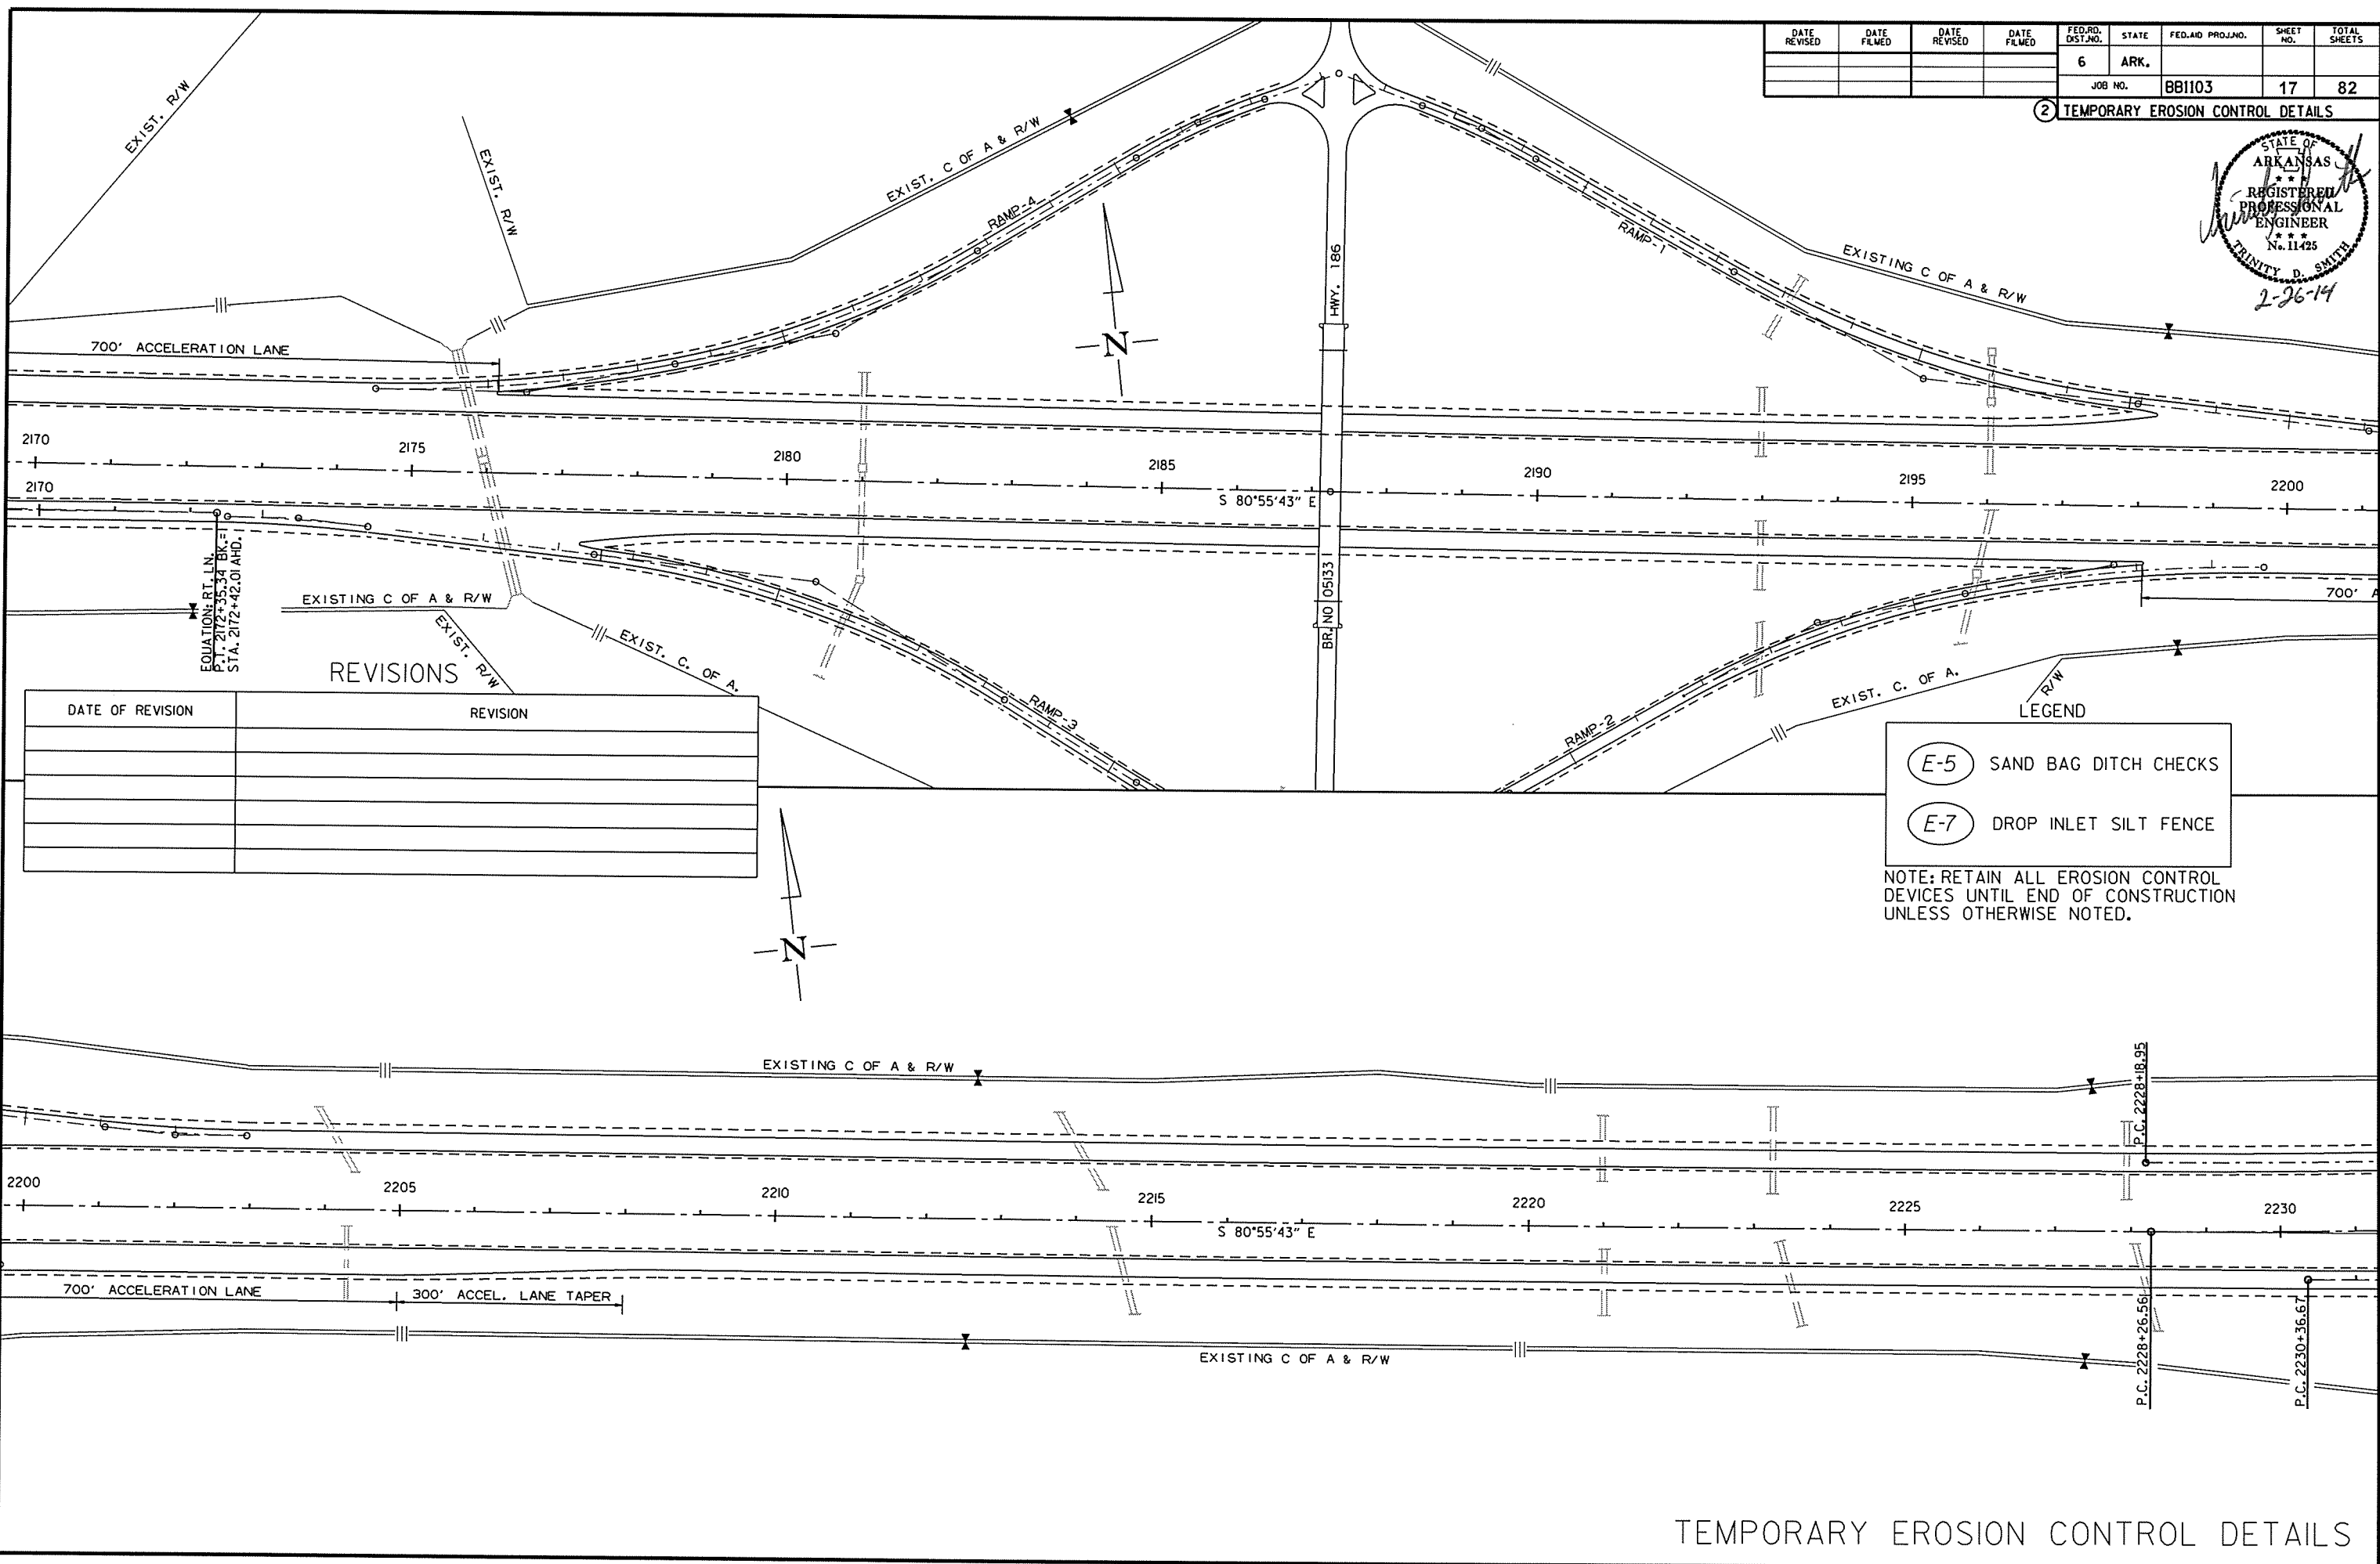 DATE REVISED
DATE FILMED
DATE REVISED
DATE FILMED
FED.RD. DIST.NO.
STATE
FED.AID PROJ.NO.
SHEET NO.
TOTAL SHEETS
6
ARK.
JOB NO.
BB1103
17
82
2
TEMPORARY EROSION CONTROL DETAILS
STATE OF
ARKANSAS
★ ★ ★
REGISTERED
PROFESSIONAL
ENGINEER
★ ★ ★
No. 11425
TRINITY D. SMITH
2-26-14
EXIST. R/W
EXIST. R/W
EXIST. C OF A & R/W
RAMP-4
N
HWY. 186
RAMP-1
EXISTING C OF A & R/W
700' ACCELERATION LANE
2170
2175
2180
2185
2190
2195
2200
2170
S 80°55'43" E
EQUATION: RT. LN.
P.T. 2172+35.34 BK.=
STA. 2172+42.01 AHD.
EXISTING C OF A & R/W
EXIST. R/W
EXIST. C. OF A.
RAMP-3
BR. NO 05133
RAMP-2
EXIST. C. OF A.
R/W
700' A
REVISIONS
DATE OF REVISION
REVISION
LEGEND
E-5 SAND BAG DITCH CHECKS
E-7 DROP INLET SILT FENCE
NOTE: RETAIN ALL EROSION CONTROL
DEVICES UNTIL END OF CONSTRUCTION
UNLESS OTHERWISE NOTED.
N
EXISTING C OF A & R/W
P.C. 2228+18.95
2200
2205
2210
2215
2220
2225
2230
S 80°55'43" E
700' ACCELERATION LANE
300' ACCEL. LANE TAPER
EXISTING C OF A & R/W
P.C. 2228+26.56
P.C. 2230+36.67
TEMPORARY EROSION CONTROL DETAILS